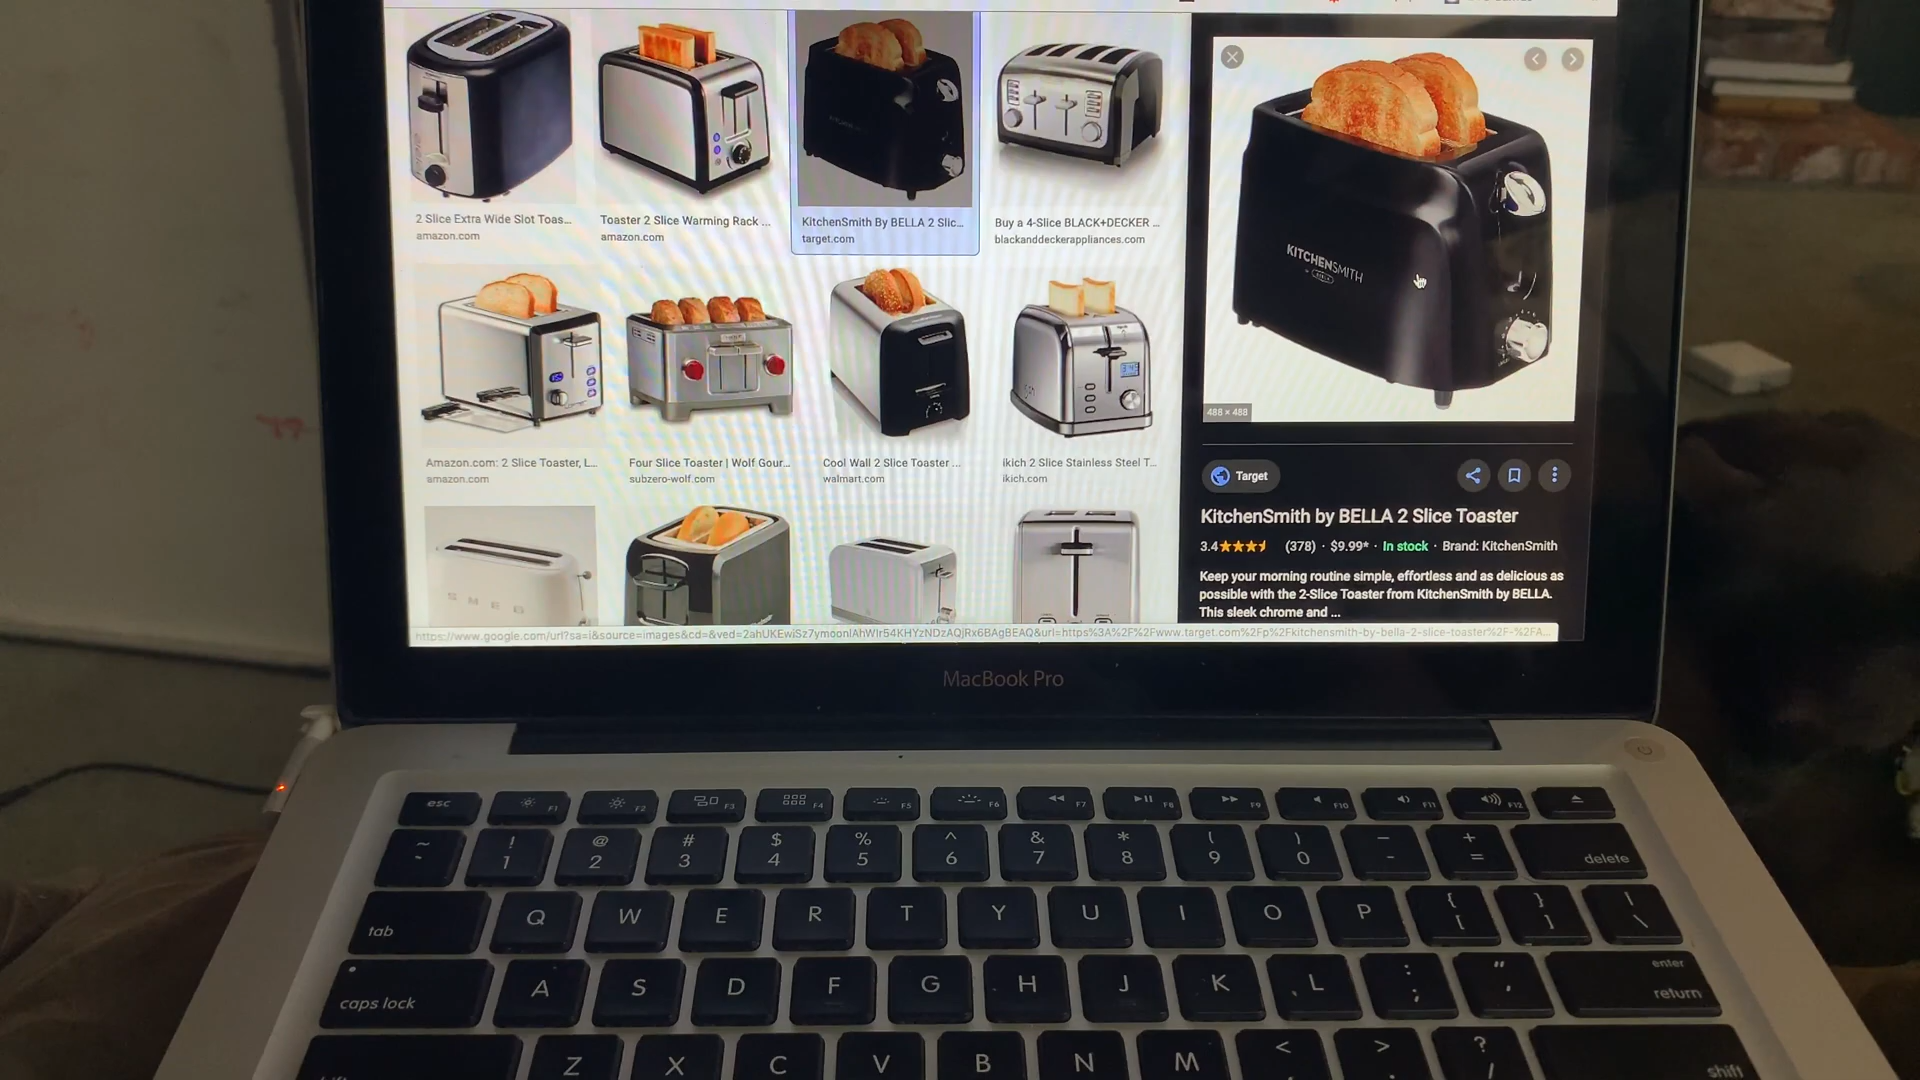 2 Slice Extra Wide Slot Toas...
amazon.com
Toaster 2 Slice Warming Rack ...
amazon.com
KitchenSmith By BELLA 2 Slic...
target.com
Buy a 4-Slice BLACK+DECKER ...
blackanddeckerappliances.com
Amazon.com: 2 Slice Toaster, L...
amazon.com
Four Slice Toaster | Wolf Gour...
subzero-wolf.com
Cool Wall 2 Slice Toaster ...
walmart.com
ikich 2 Slice Stainless Steel T...
ikich.com
SMEG
KITCHENSMITH
BELLA
488 × 488
Target
KitchenSmith by BELLA 2 Slice Toaster
3.4 (378) · $9.99* · In stock · Brand: KitchenSmith
Keep your morning routine simple, effortless and as delicious as
possible with the 2-Slice Toaster from KitchenSmith by BELLA.
This sleek chrome and ...
MacBook Pro
esc F1 F2 F3 F4 F5 F6 F7 F8 F9 F10 F11 F12
~ ! @ # $ % ^ & * ( ) _ +
` 1 2 3 4 5 6 7 8 9 0 - = delete
tab Q W E R T Y U I O P { [ } ] | \
caps lock A S D F G H J K L : ; " ' enter return
Z X C V B N M < , > . ? / shift